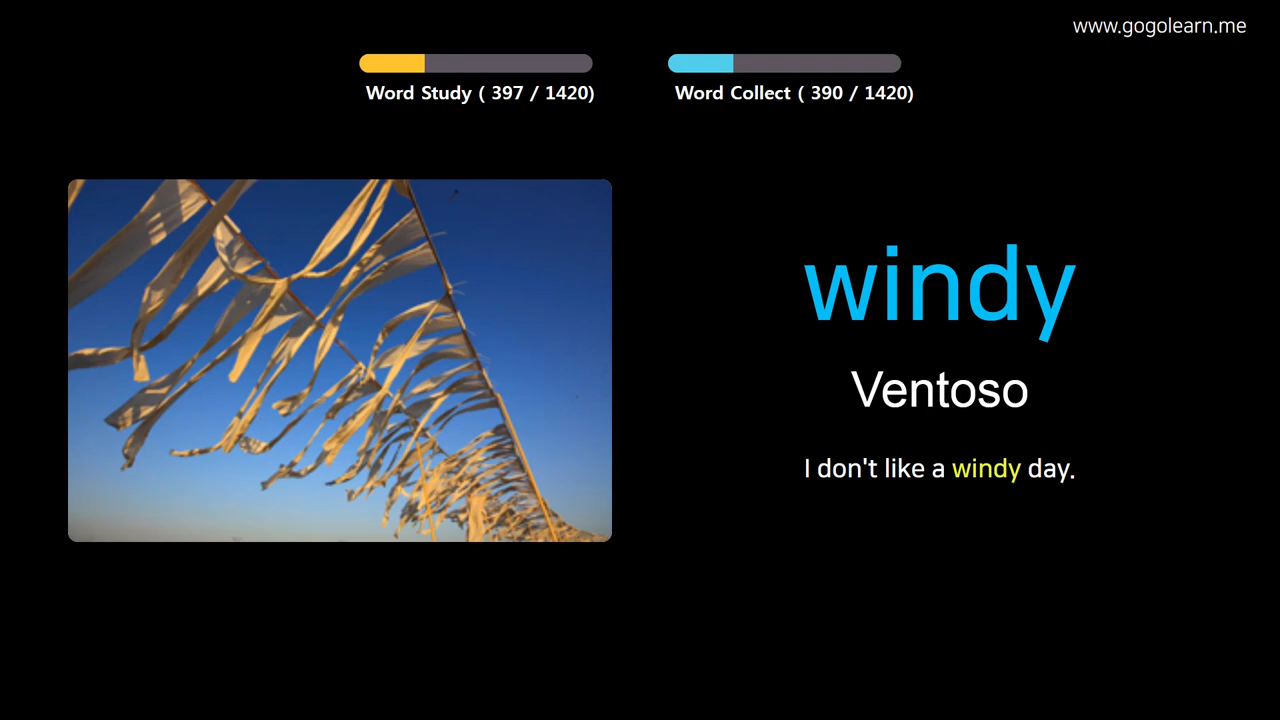 www.gogolearn.me
Word Study ( 397 / 1420)
Word Collect ( 390 / 1420)
windy
Ventoso
I don't like a windy day.